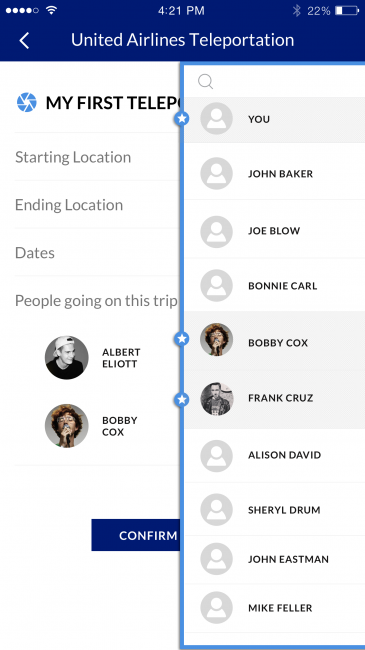 4:21 PM
22%
United Airlines Teleportation
MY FIRST TELEPO
Starting Location
Ending Location
Dates
People going on this trip
ALBERT
ELIOTT
BOBBY
COX
CONFIRM
YOU
JOHN BAKER
JOE BLOW
BONNIE CARL
BOBBY COX
FRANK CRUZ
ALISON DAVID
SHERYL DRUM
JOHN EASTMAN
MIKE FELLER